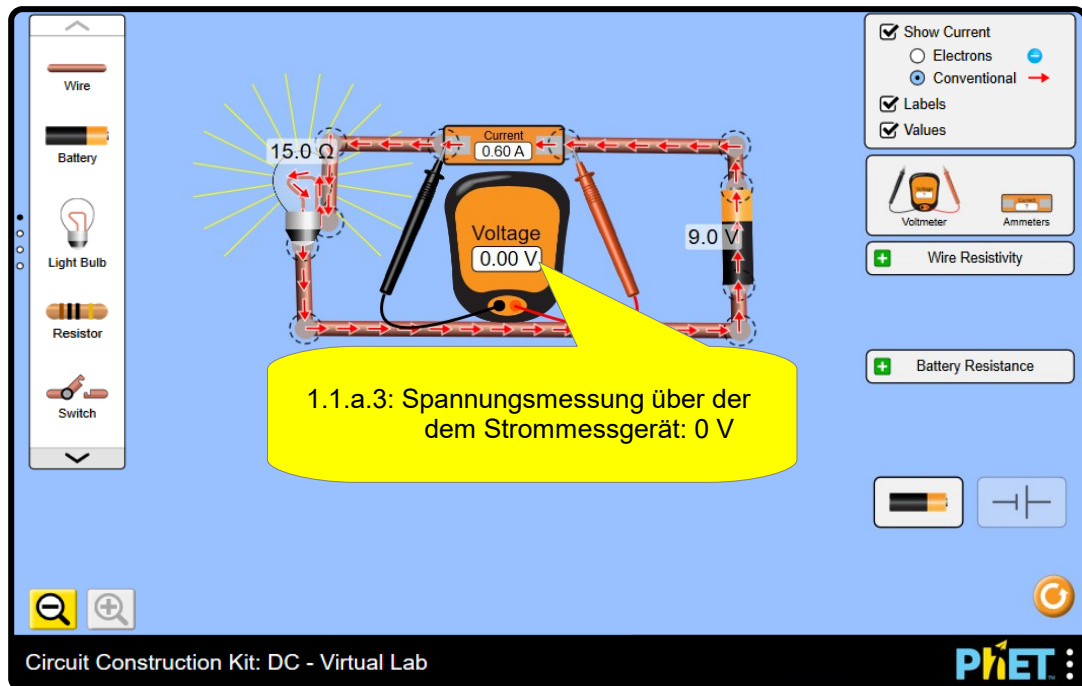 Wire
Battery
Light Bulb
Resistor
Switch
15.0 Ω
Current
0.60 A
Voltage
0.00 V
9.0 V
1.1.a.3: Spannungsmessung über der
dem Strommessgerät: 0 V
Show Current
Electrons
Conventional
Labels
Values
Voltage
?
Voltmeter
Current
?
Ammeters
Wire Resistivity
Battery Resistance
Circuit Construction Kit: DC - Virtual Lab
PhET